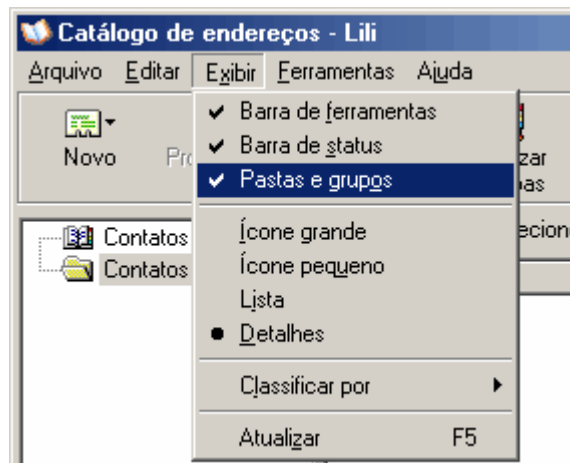 Catálogo de endereços - Lili
Arquivo Editar Exibir Ferramentas Ajuda
Novo
Barra de ferramentas
Barra de status
Pastas e grupos
Ícone grande
Ícone pequeno
Lista
Detalhes
Classificar por
Atualizar F5
Contatos
Contatos